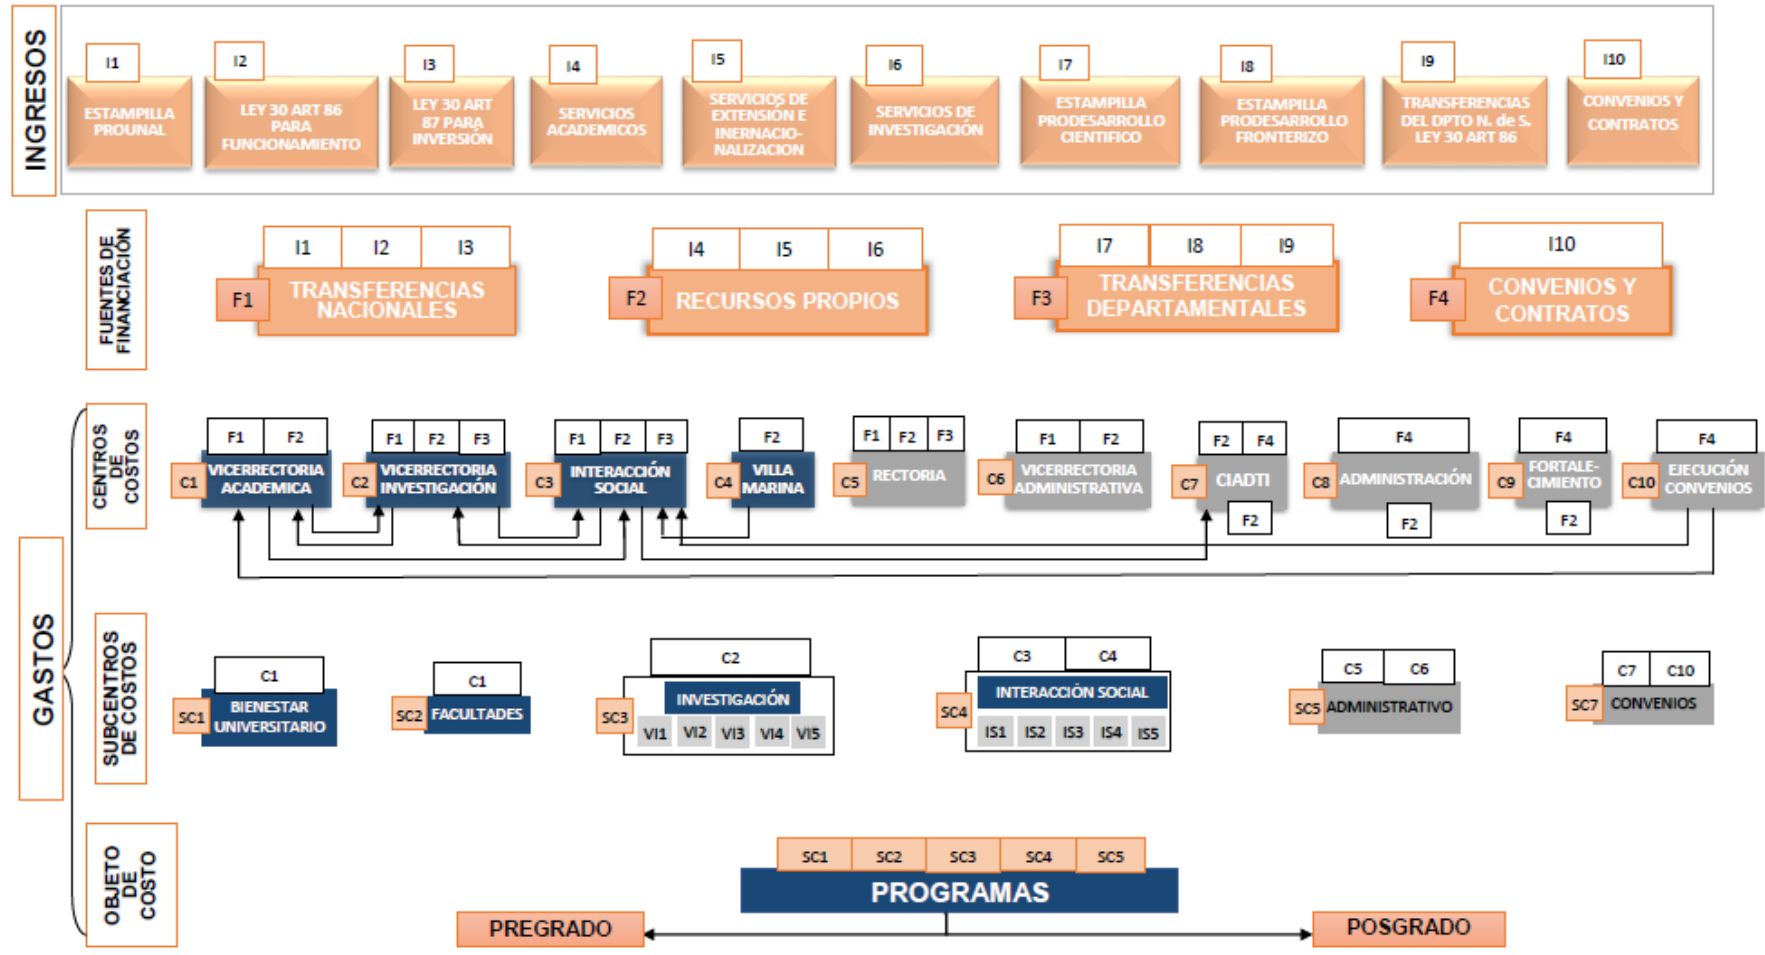 INGRESOS
I1
I2
I3
I4
I5
I6
I7
I8
I9
I10
ESTAMPILLA
PROUNAL
LEY 30 ART 86
PARA
FUNCIONAMIENTO
LEY 30 ART
87 PARA
INVERSIÓN
SERVICIOS
ACADEMICOS
SERVICIOS DE
EXTENSIÓN E
INERNACIO-
NALIZACION
SERVICIOS DE
INVESTIGACIÓN
ESTAMPILLA
PRODESARROLLO
CIENTIFICO
ESTAMPILLA
PRODESARROLLO
FRONTERIZO
TRANSFERENCIAS
DEL DPTO N. de S.
LEY 30 ART 86
CONVENIOS Y
CONTRATOS
FUENTES DE
FINANCIACIÓN
I1 I2 I3
F1
TRANSFERENCIAS
NACIONALES
I4 I5 I6
F2
RECURSOS PROPIOS
I7 I8 I9
F3
TRANSFERENCIAS
DEPARTAMENTALES
I10
F4
CONVENIOS Y
CONTRATOS
GASTOS
CENTROS
DE
COSTOS
F1 F2
C1
VICERRECTORIA
ACADEMICA
F1 F2 F3
C2
VICERRECTORIA
INVESTIGACIÓN
F1 F2 F3
C3
INTERACCIÓN
SOCIAL
F2
C4
VILLA
MARINA
F1 F2 F3
C5
RECTORIA
F1 F2
C6
VICERRECTORIA
ADMINISTRATIVA
F2 F4
C7
CIADTI
F2
F4
C8
ADMINISTRACIÓN
F2
F4
C9
FORTALE-
CIMIENTO
F2
F4
C10
EJECUCIÓN
CONVENIOS
SUBCENTROS
DE COSTOS
C1
SC1
BIENESTAR
UNIVERSITARIO
C1
SC2
FACULTADES
C2
SC3
INVESTIGACIÓN
VI1 VI2 VI3 VI4 VI5
C3 C4
SC4
INTERACCIÓN SOCIAL
IS1 IS2 IS3 IS4 IS5
C5 C6
SC5
ADMINISTRATIVO
C7 C10
SC7
CONVENIOS
OBJETO
DE
COSTO
SC1 SC2 SC3 SC4 SC5
PROGRAMAS
PREGRADO
POSGRADO